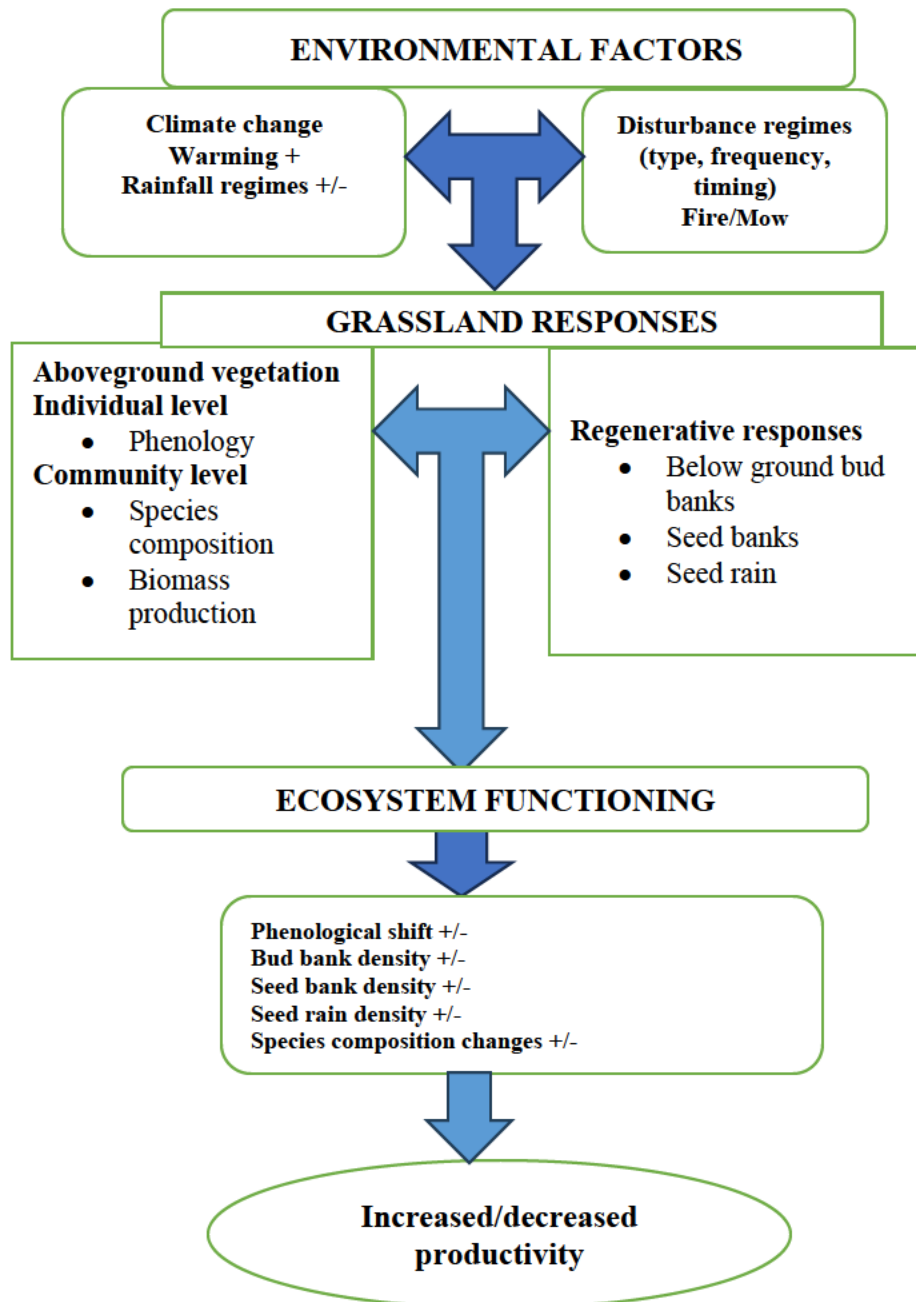 ENVIRONMENTAL FACTORS
Climate change
Warming +
Rainfall regimes +/-
Disturbance regimes
(type, frequency,
timing)
Fire/Mow
GRASSLAND RESPONSES
Aboveground vegetation
Individual level
• Phenology
Community level
• Species
composition
• Biomass
production
Regenerative responses
• Below ground bud
banks
• Seed banks
• Seed rain
ECOSYSTEM FUNCTIONING
Phenological shift +/-
Bud bank density +/-
Seed bank density +/-
Seed rain density +/-
Species composition changes +/-
Increased/decreased
productivity